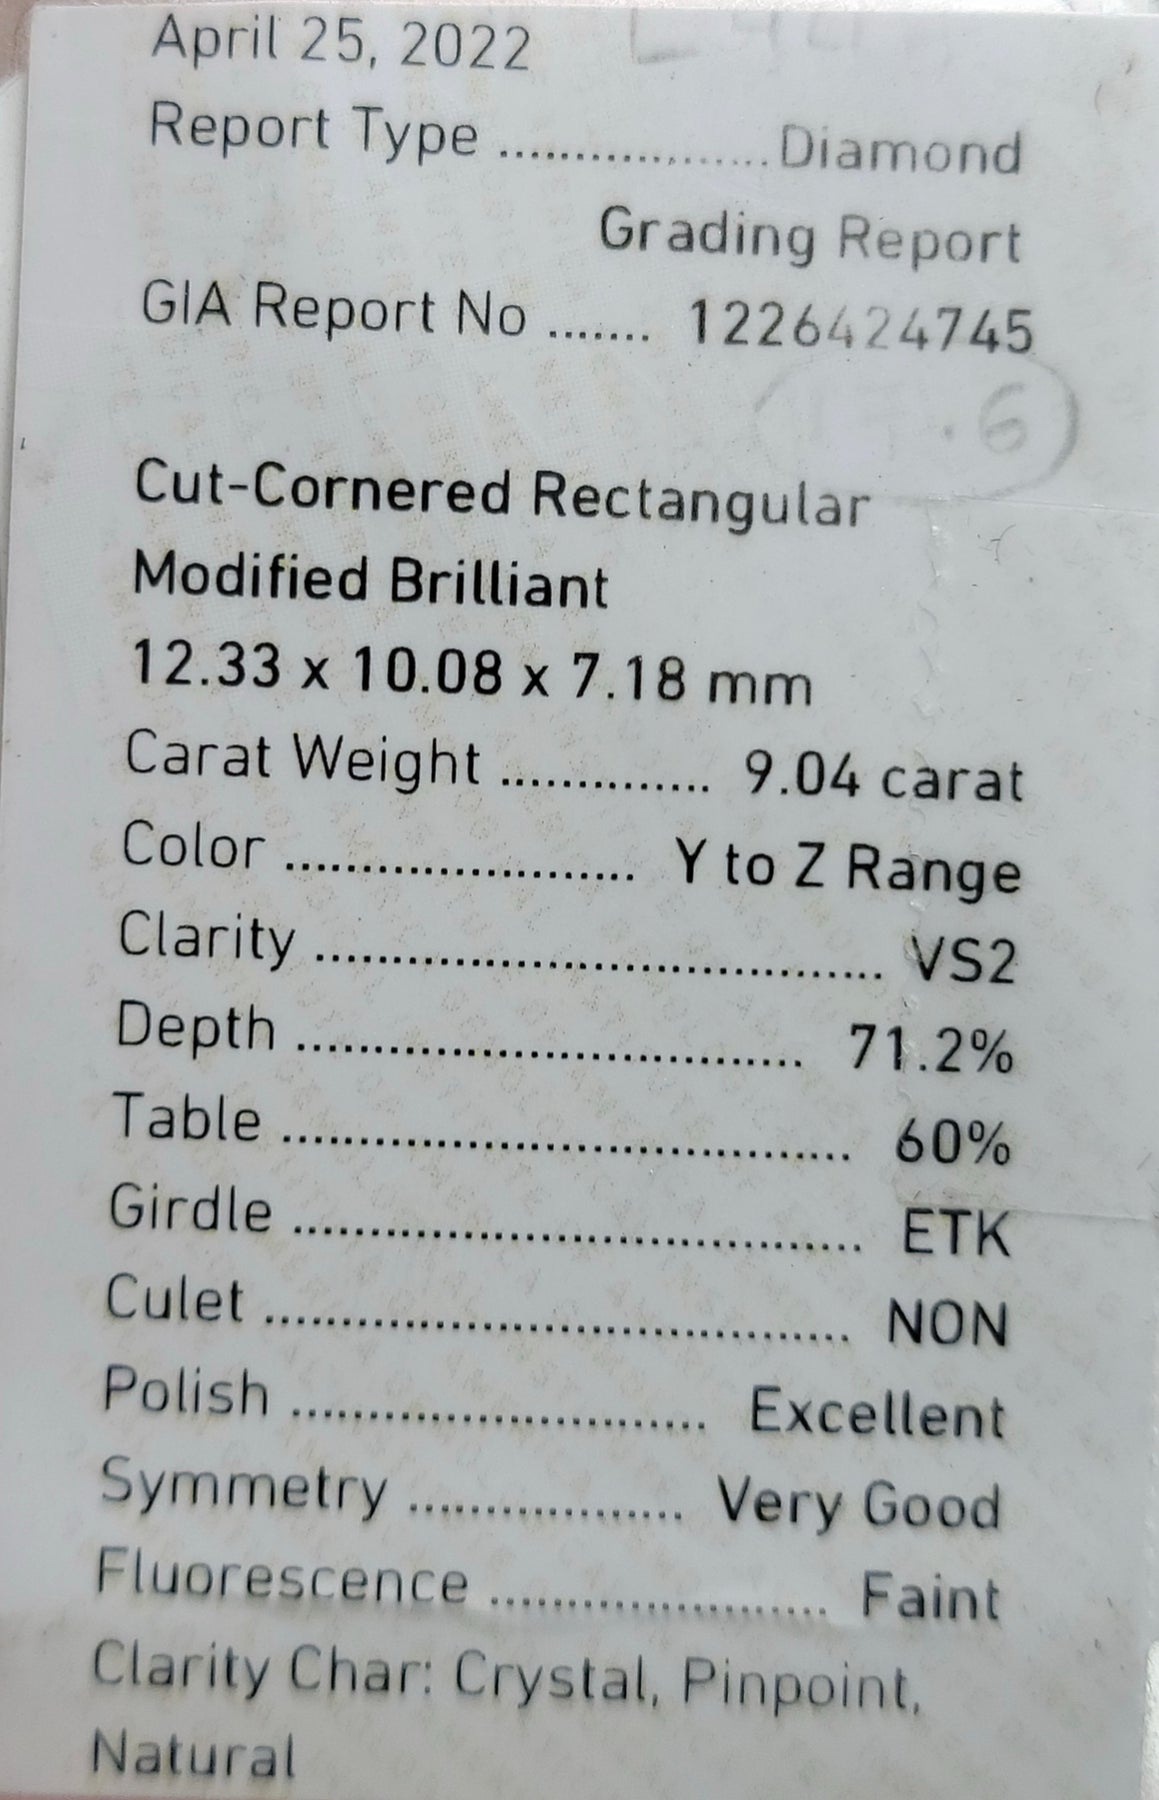 April 25, 2022
Report Type ................... Diamond
Grading Report
GIA Report No ....... 1226424745
.6
Cut-Cornered Rectangular
Modified Brilliant
12.33 x 10.08 x 7.18 mm
Carat Weight .............. 9.04 carat
Color ....................... Y to Z Range
Clarity ...................................... VS2
Depth .................................. 71.2%
Table ...................................... 60%
Girdle ...................................... ETK
Culet ....................................... NON
Polish ............................ Excellent
Symmetry .................. Very Good
Fluorescence ....................... Faint
Clarity Char: Crystal, Pinpoint,
Natural